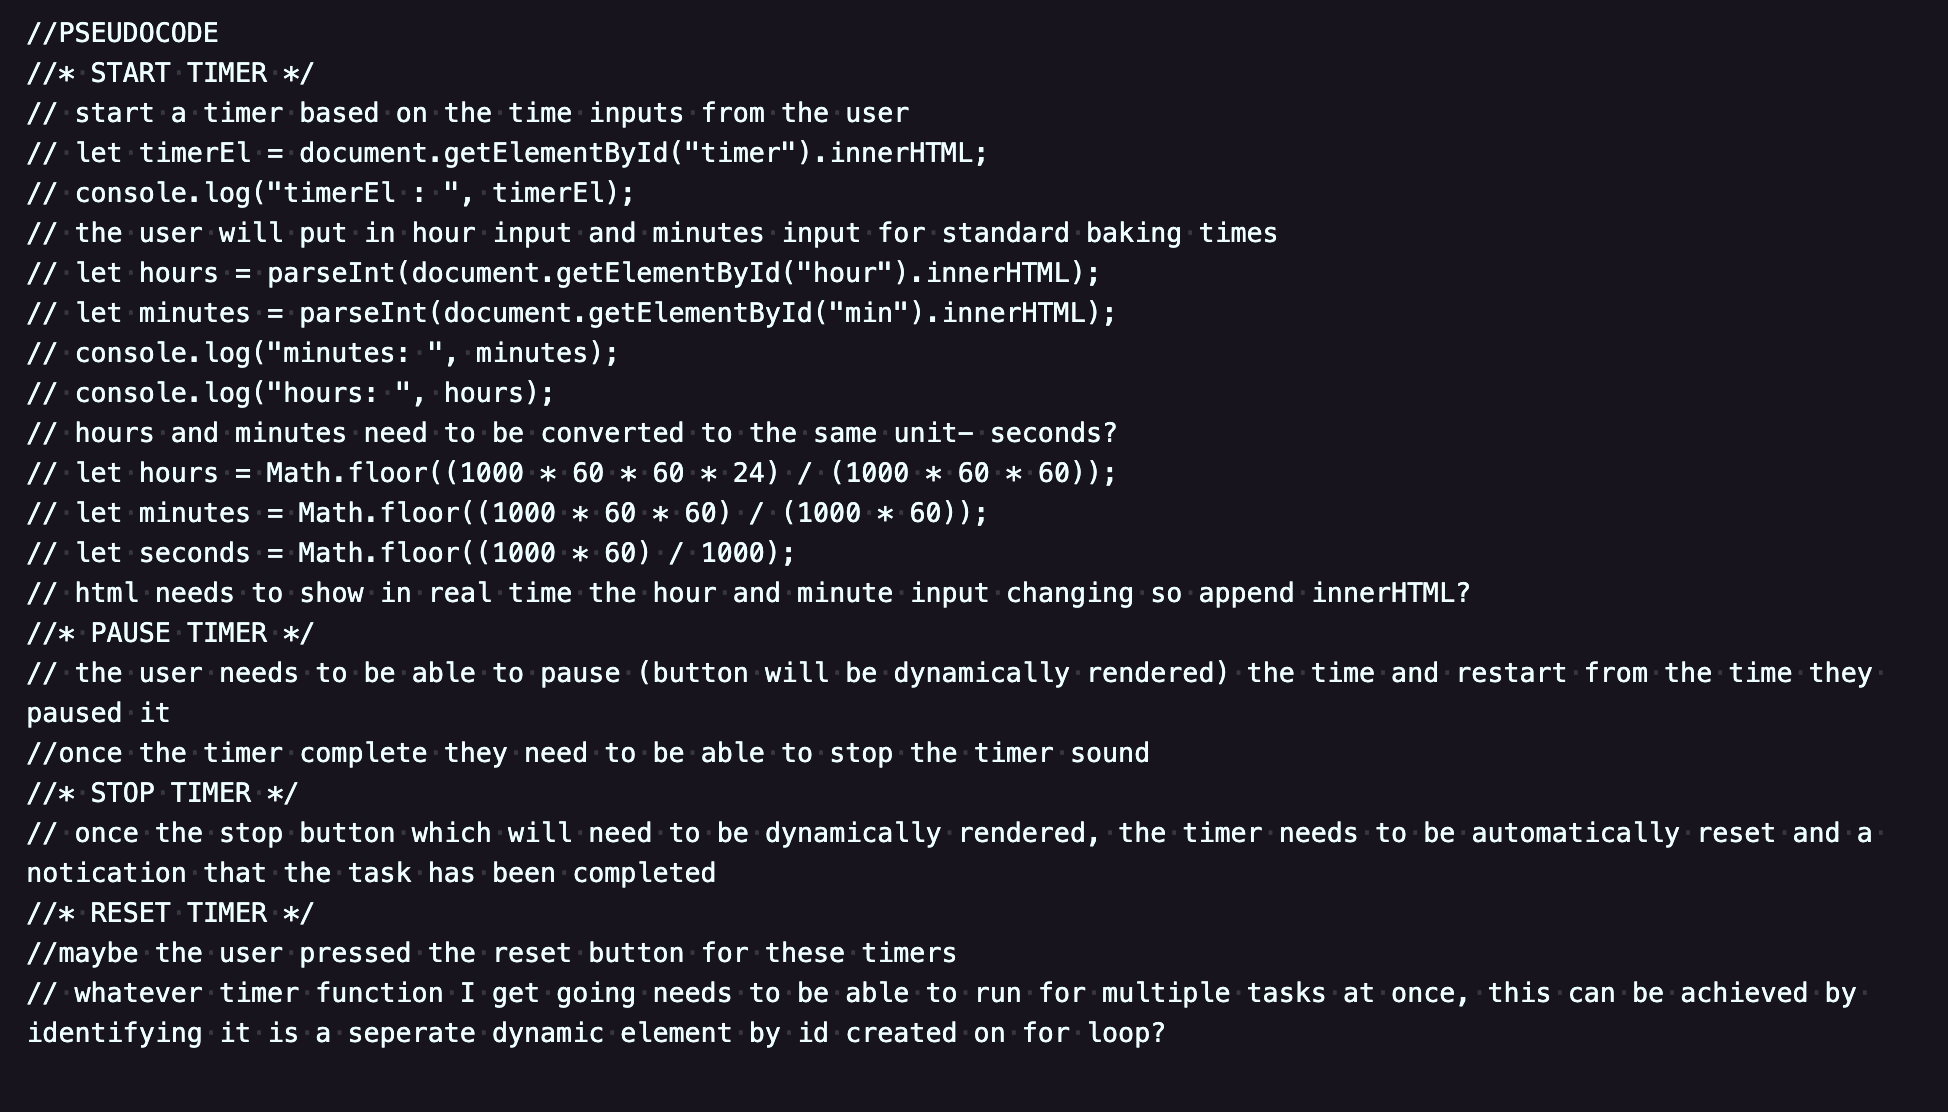 //PSEUDOCODE
//* START TIMER */
// start a timer based on the time inputs from the user
// let timerEl = document.getElementById("timer").innerHTML;
// console.log("timerEl : ", timerEl);
// the user will put in hour input and minutes input for standard baking times
// let hours = parseInt(document.getElementById("hour").innerHTML);
// let minutes = parseInt(document.getElementById("min").innerHTML);
// console.log("minutes: ", minutes);
// console.log("hours: ", hours);
// hours and minutes need to be converted to the same unit– seconds?
// let hours = Math.floor((1000 * 60 * 60 * 24) / (1000 * 60 * 60));
// let minutes = Math.floor((1000 * 60 * 60) / (1000 * 60));
// let seconds = Math.floor((1000 * 60) / 1000);
// html needs to show in real time the hour and minute input changing so append innerHTML?
//* PAUSE TIMER */
// the user needs to be able to pause (button will be dynamically rendered) the time and restart from the time they
paused it
//once the timer complete they need to be able to stop the timer sound
//* STOP TIMER */
// once the stop button which will need to be dynamically rendered, the timer needs to be automatically reset and a
notication that the task has been completed
//* RESET TIMER */
//maybe the user pressed the reset button for these timers
// whatever timer function I get going needs to be able to run for multiple tasks at once, this can be achieved by
identifying it is a seperate dynamic element by id created on for loop?